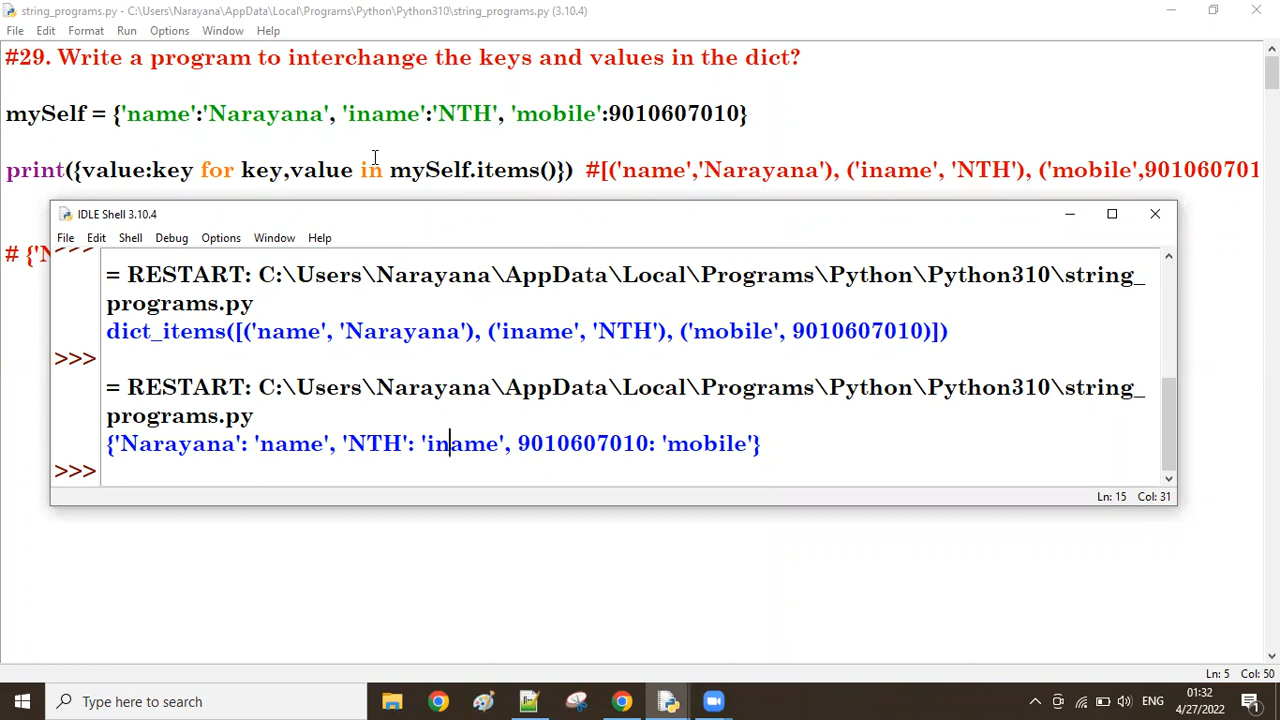 string_programs.py - C:\Users\Narayana\AppData\Local\Programs\Python\Python310\string_programs.py (3.10.4)
File Edit Format Run Options Window Help
#29. Write a program to interchange the keys and values in the dict?
mySelf = {'name':'Narayana', 'iname':'NTH', 'mobile':9010607010}
print({value:key for key,value in mySelf.items()}) #[('name','Narayana'), ('iname', 'NTH'), ('mobile',901060701
# {'N
IDLE Shell 3.10.4
File Edit Shell Debug Options Window Help
>>>
= RESTART: C:\Users\Narayana\AppData\Local\Programs\Python\Python310\string_
programs.py
dict_items([('name', 'Narayana'), ('iname', 'NTH'), ('mobile', 9010607010)])
>>>
= RESTART: C:\Users\Narayana\AppData\Local\Programs\Python\Python310\string_
programs.py
{'Narayana': 'name', 'NTH': 'iname', 9010607010: 'mobile'}
>>>
Ln: 15 Col: 31
Ln: 5 Col: 50
Type here to search
ENG
01:32
4/27/2022
1